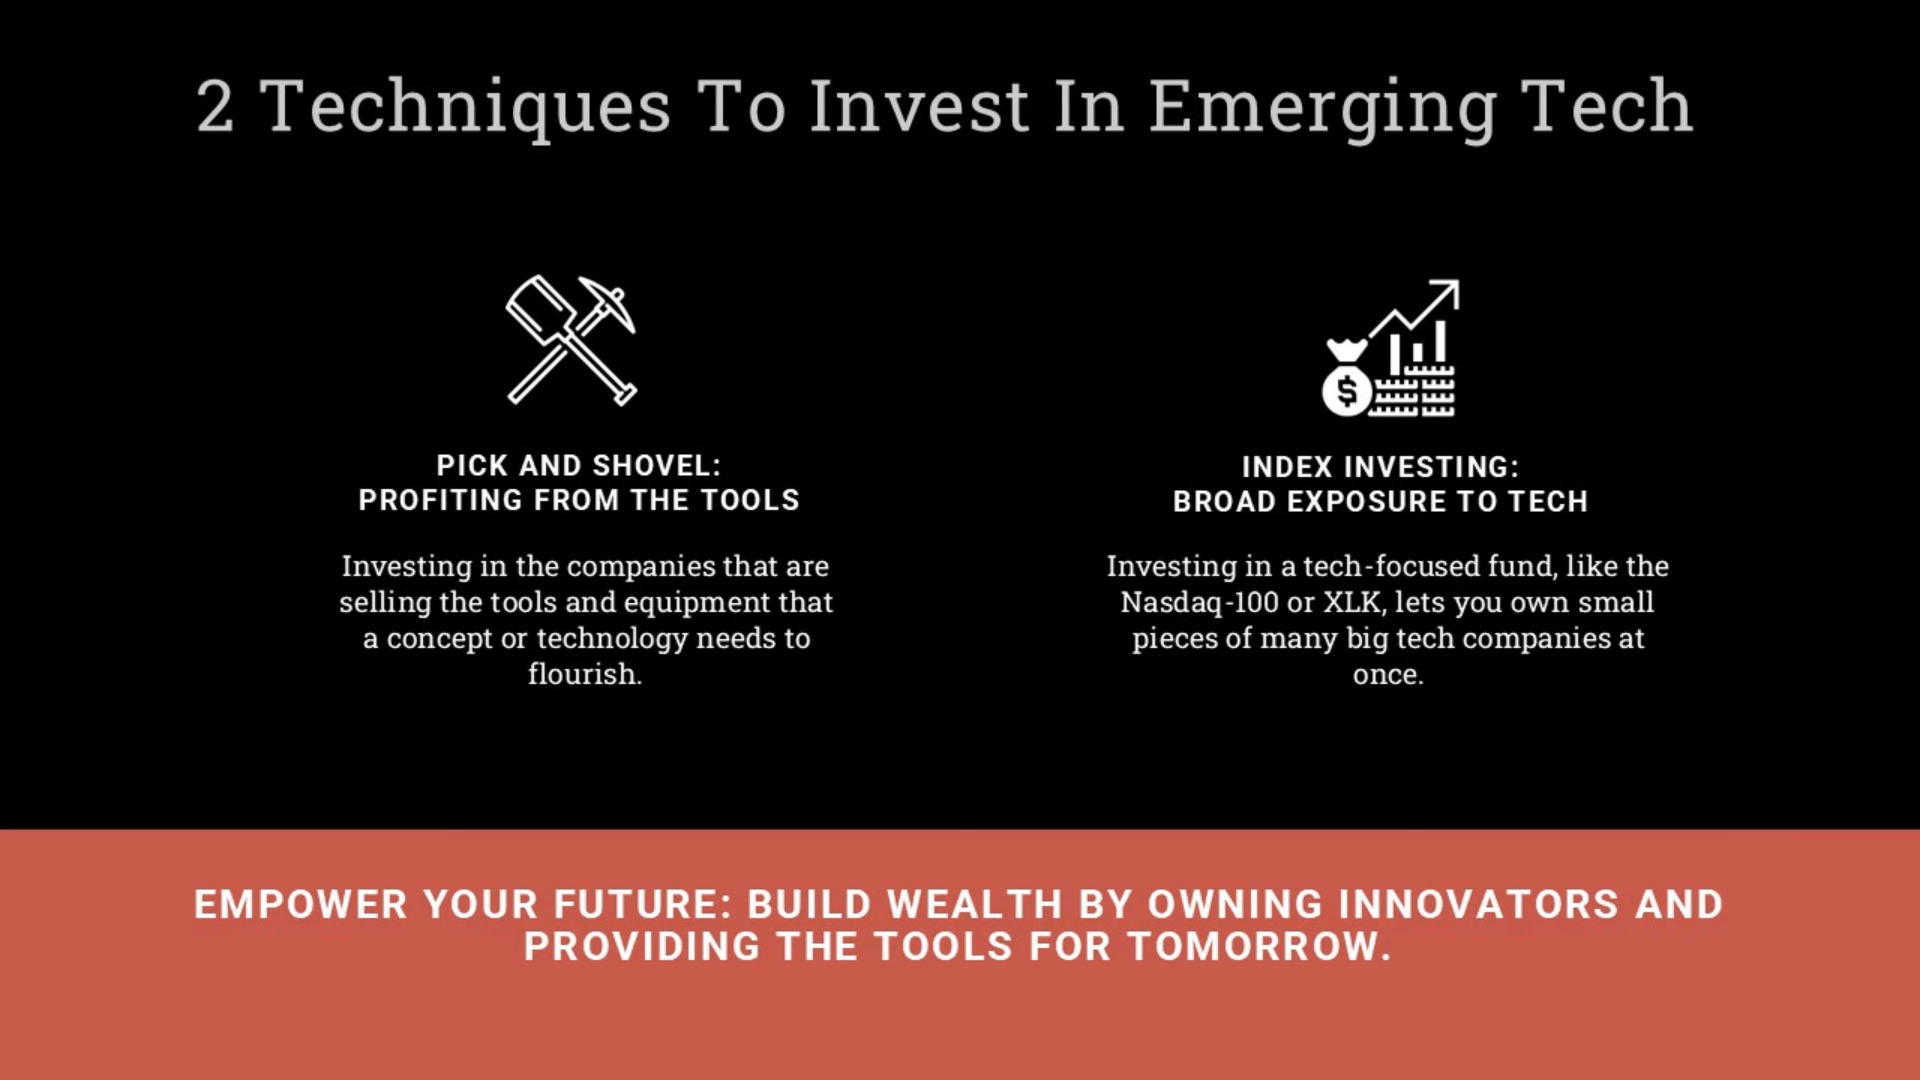 2 Techniques To Invest In Emerging Tech
PICK AND SHOVEL:
PROFITING FROM THE TOOLS
Investing in the companies that are
selling the tools and equipment that
a concept or technology needs to
flourish.
$
INDEX INVESTING:
BROAD EXPOSURE TO TECH
Investing in a tech-focused fund, like the
Nasdaq-100 or XLK, lets you own small
pieces of many big tech companies at
once.
EMPOWER YOUR FUTURE: BUILD WEALTH BY OWNING INNOVATORS AND
PROVIDING THE TOOLS FOR TOMORROW.